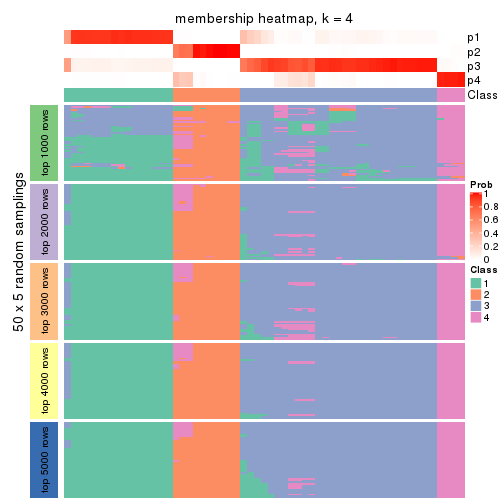 membership heatmap, k = 4
p1
p2
p3
p4
Class
50 x 5 random samplings
top 1000 rows
top 2000 rows
top 3000 rows
top 4000 rows
top 5000 rows
Prob
1
0.8
0.6
0.4
0.2
0
Class
1
2
3
4